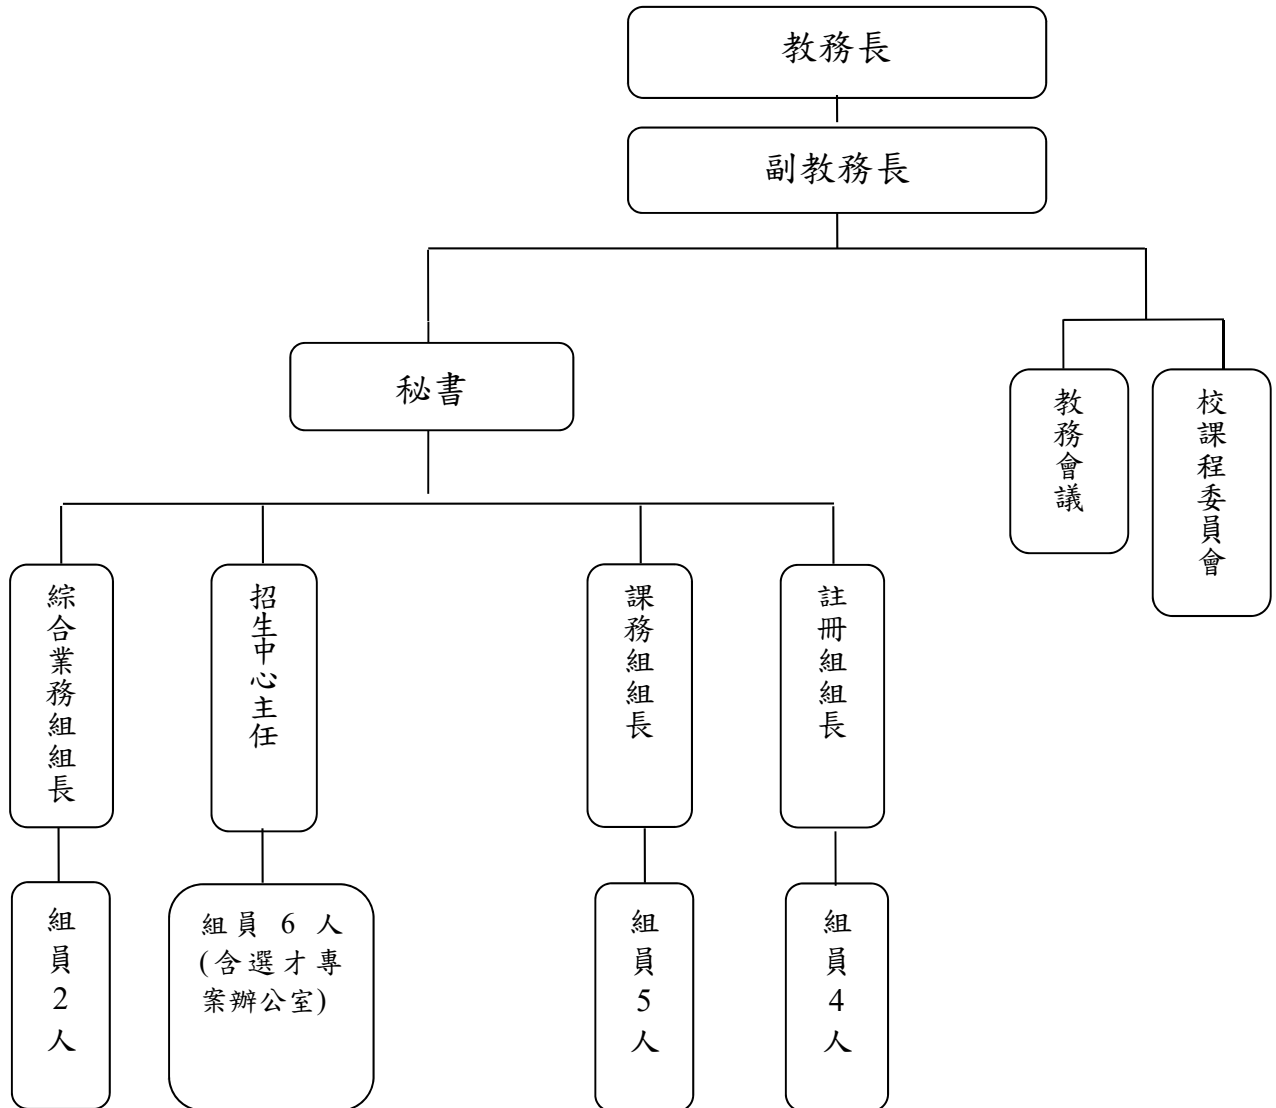 教務長
副教務長
秘書
教務會議
校課程委員會
綜合業務組組長
招生中心主任
課務組組長
註冊組組長
組員2人
組員 6 人
(含選才專
案辦公室)
組員5人
組員4人